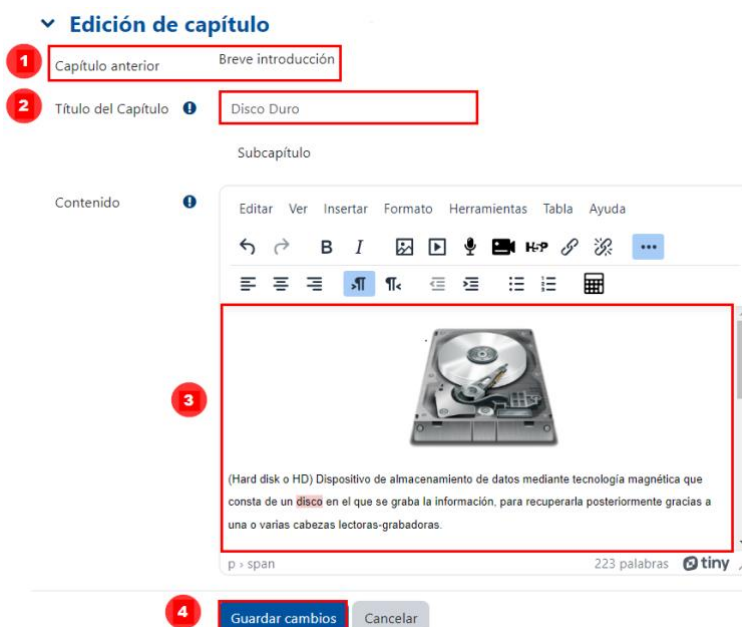 Edición de capítulo
1
Capítulo anterior
Breve introducción
2
Título del Capítulo
Disco Duro
Subcapítulo
Contenido
Editar Ver Insertar Formato Herramientas Tabla Ayuda
B I H-P
3
(Hard disk o HD) Dispositivo de almacenamiento de datos mediante tecnología magnética que
consta de un disco en el que se graba la información, para recuperarla posteriormente gracias a
una o varias cabezas lectoras-grabadoras.
p › span 223 palabras tiny
4
Guardar cambios Cancelar